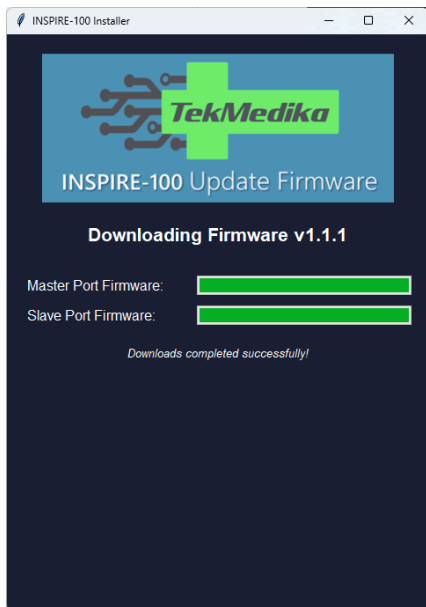 INSPIRE-100 Installer
TekMedika
INSPIRE-100 Update Firmware
Downloading Firmware v1.1.1
Master Port Firmware:
Slave Port Firmware:
Downloads completed successfully!